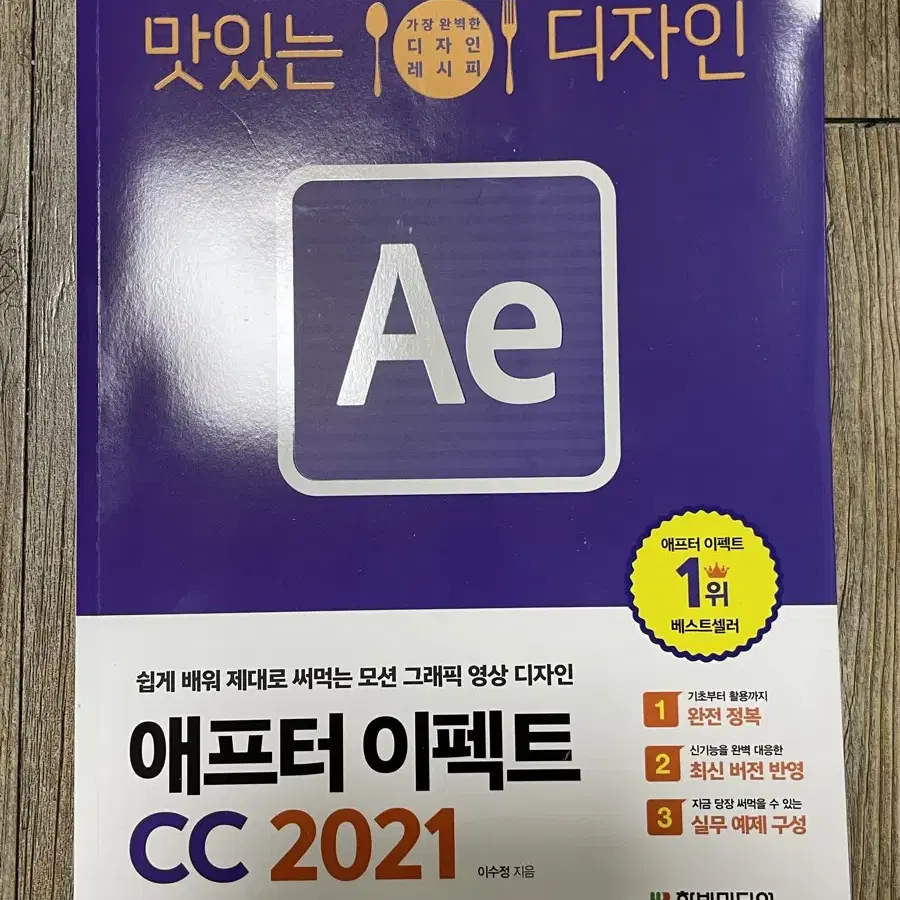 맛있는 디자인
가장 완벽한
디자인
레시피
Ae
애프터 이펙트
1위
베스트셀러
쉽게 배워 제대로 써먹는 모션 그래픽 영상 디자인
애프터 이펙트
CC 2021
이수정 지음
1 기초부터 활용까지
완전 정복
2 신기능을 완벽 대응한
최신 버전 반영
3 지금 당장 써먹을 수 있는
실무 예제 구성